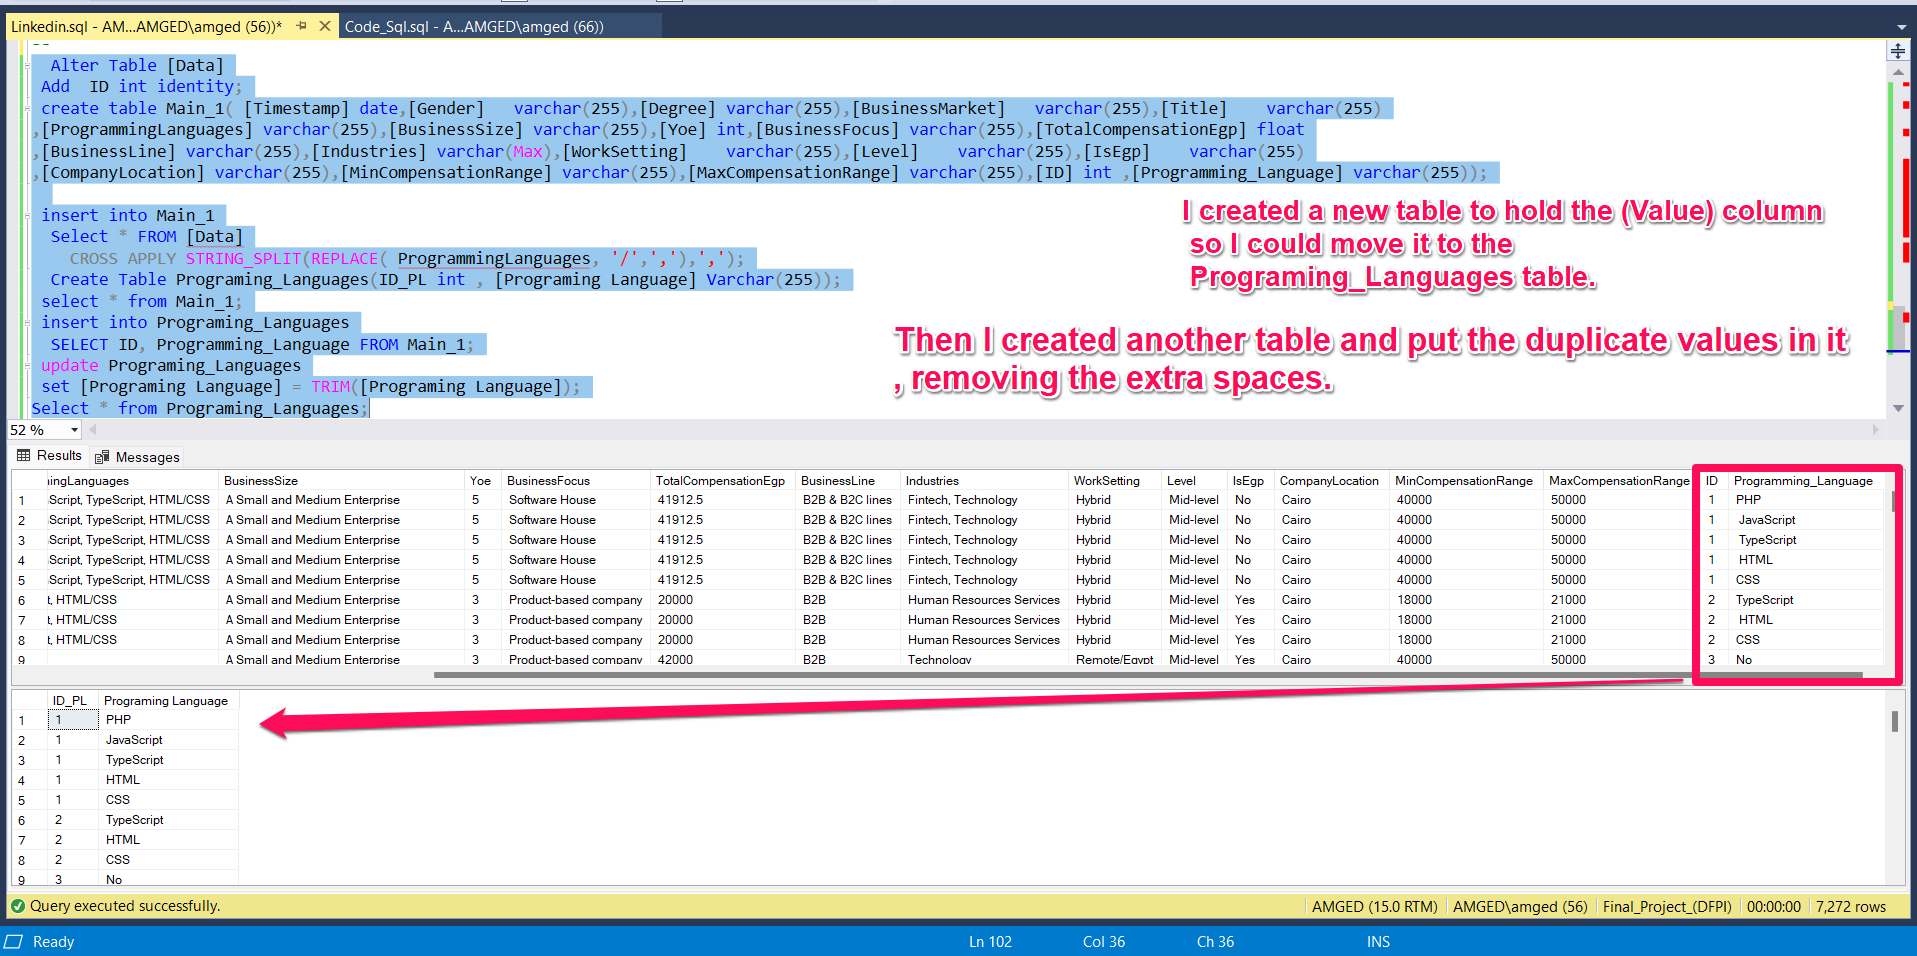 Linkedin.sql - AM...AMGED\amged (56))*
Code_Sql.sql - A...AMGED\amged (66))
--
Alter Table [Data]
Add ID int identity;
create table Main_1( [Timestamp] date,[Gender] varchar(255),[Degree] varchar(255),[BusinessMarket] varchar(255),[Title] varchar(255)
,[ProgrammingLanguages] varchar(255),[BusinessSize] varchar(255),[Yoe] int,[BusinessFocus] varchar(255),[TotalCompensationEgp] float
,[BusinessLine] varchar(255),[Industries] varchar(Max),[WorkSetting] varchar(255),[Level] varchar(255),[IsEgp] varchar(255)
,[CompanyLocation] varchar(255),[MinCompensationRange] varchar(255),[MaxCompensationRange] varchar(255),[ID] int ,[Programming_Language] varchar(255));
insert into Main_1
Select * FROM [Data]
CROSS APPLY STRING_SPLIT(REPLACE( ProgrammingLanguages, '/',','),',');
Create Table Programing_Languages(ID_PL int , [Programing Language] Varchar(255));
select * from Main_1;
insert into Programing_Languages
SELECT ID, Programming_Language FROM Main_1;
update Programing_Languages
set [Programing Language] = TRIM([Programing Language]);
Select * from Programing_Languages;
I created a new table to hold the (Value) column
so I could move it to the
Programing_Languages table.
Then I created another table and put the duplicate values in it
, removing the extra spaces.
52 %
Results Messages
ingLanguages BusinessSize Yoe BusinessFocus TotalCompensationEgp BusinessLine Industries WorkSetting Level IsEgp CompanyLocation MinCompensationRange MaxCompensationRange ID Programming_Language
1 Script, TypeScript, HTML/CSS A Small and Medium Enterprise 5 Software House 41912.5 B2B & B2C lines Fintech, Technology Hybrid Mid-level No Cairo 40000 50000 1 PHP
2 Script, TypeScript, HTML/CSS A Small and Medium Enterprise 5 Software House 41912.5 B2B & B2C lines Fintech, Technology Hybrid Mid-level No Cairo 40000 50000 1 JavaScript
3 Script, TypeScript, HTML/CSS A Small and Medium Enterprise 5 Software House 41912.5 B2B & B2C lines Fintech, Technology Hybrid Mid-level No Cairo 40000 50000 1 TypeScript
4 Script, TypeScript, HTML/CSS A Small and Medium Enterprise 5 Software House 41912.5 B2B & B2C lines Fintech, Technology Hybrid Mid-level No Cairo 40000 50000 1 HTML
5 Script, TypeScript, HTML/CSS A Small and Medium Enterprise 5 Software House 41912.5 B2B & B2C lines Fintech, Technology Hybrid Mid-level No Cairo 40000 50000 1 CSS
6 t, HTML/CSS A Small and Medium Enterprise 3 Product-based company 20000 B2B Human Resources Services Hybrid Mid-level Yes Cairo 18000 21000 2 TypeScript
7 t, HTML/CSS A Small and Medium Enterprise 3 Product-based company 20000 B2B Human Resources Services Hybrid Mid-level Yes Cairo 18000 21000 2 HTML
8 t, HTML/CSS A Small and Medium Enterprise 3 Product-based company 20000 B2B Human Resources Services Hybrid Mid-level Yes Cairo 18000 21000 2 CSS
9 A Small and Medium Enterprise 3 Product-based company 42000 B2B Technology Remote/Egypt Mid-level Yes Cairo 40000 50000 3 No
ID_PL Programing Language
1 1 PHP
2 1 JavaScript
3 1 TypeScript
4 1 HTML
5 1 CSS
6 2 TypeScript
7 2 HTML
8 2 CSS
9 3 No
Query executed successfully. AMGED (15.0 RTM) AMGED\amged (56) Final_Project_(DFPI) 00:00:00 7,272 rows
Ready Ln 102 Col 36 Ch 36 INS